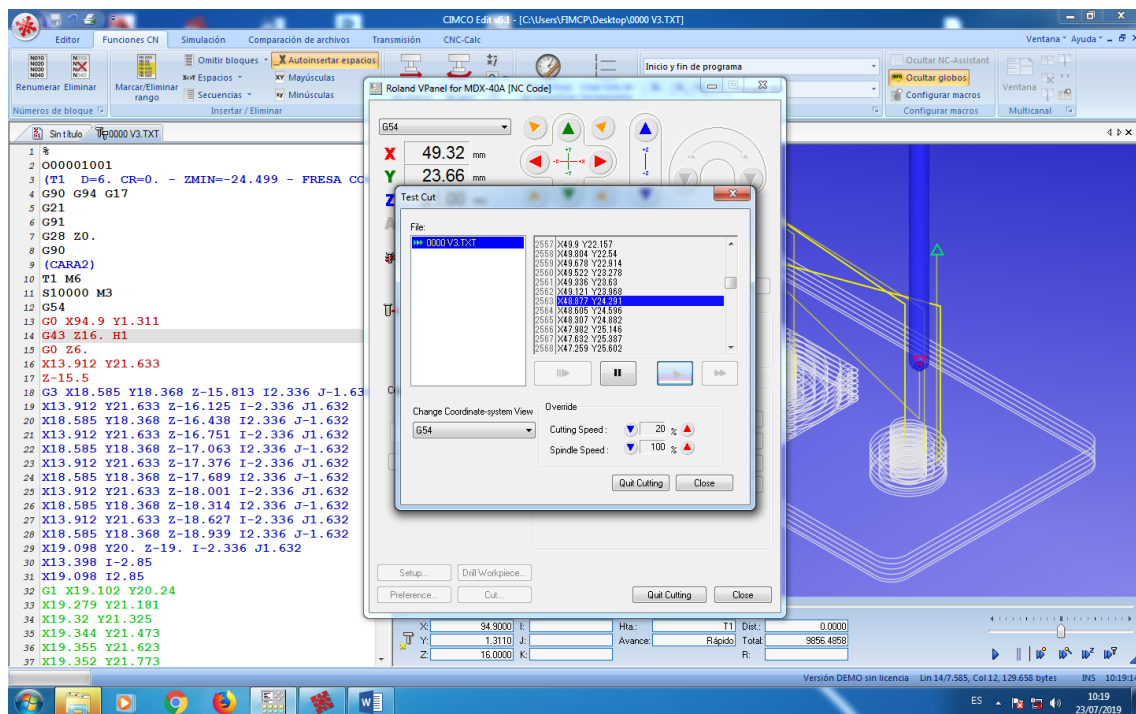 CIMCO Edit v6.1 - [C:\Users\FIMCP\Desktop\0000 V3.TXT]
Editor Funciones CN Simulación Comparación de archivos Transmisión CNC-Calc Ventana Ayuda
Omitir bloques Autoinsertar espacios
Espacios Mayúsculas
Secuencias Minúsculas
Renumerar Eliminar Marcar/Eliminar rango
Inicio y fin de programa
Ocultar NC-Assistant
Ocultar globos
Configurar macros
Ventana
Números de bloque Insertar / Eliminar Configurar macros Multicanal
Sin título 0000 V3.TXT
1 %
2 O00001001
3 (T1 D=6. CR=0. - ZMIN=-24.499 - FRESA CO
4 G90 G94 G17
5 G21
6 G91
7 G28 Z0.
8 G90
9 (CARA2)
10 T1 M6
11 S10000 M3
12 G54
13 G0 X94.9 Y1.311
14 G43 Z16. H1
15 G0 Z6.
16 X13.912 Y21.633
17 Z-15.5
18 G3 X18.585 Y18.368 Z-15.813 I2.336 J-1.63
19 X13.912 Y21.633 Z-16.125 I-2.336 J1.632
20 X18.585 Y18.368 Z-16.438 I2.336 J-1.632
21 X13.912 Y21.633 Z-16.751 I-2.336 J1.632
22 X18.585 Y18.368 Z-17.063 I2.336 J-1.632
23 X13.912 Y21.633 Z-17.376 I-2.336 J1.632
24 X18.585 Y18.368 Z-17.689 I2.336 J-1.632
25 X13.912 Y21.633 Z-18.001 I-2.336 J1.632
26 X18.585 Y18.368 Z-18.314 I2.336 J-1.632
27 X13.912 Y21.633 Z-18.627 I-2.336 J1.632
28 X18.585 Y18.368 Z-18.939 I2.336 J-1.632
29 X19.098 Y20. Z-19. I-2.336 J1.632
30 X13.398 I-2.85
31 X19.098 I2.85
32 G1 X19.102 Y20.24
33 X19.279 Y21.181
34 X19.32 Y21.325
35 X19.344 Y21.473
36 X19.355 Y21.623
37 X19.352 Y21.773
Roland VPanel for MDX-40A [NC Code]
G54
X 49.32 mm
Y 23.66 mm
Z
Test Cut
File:
0000 V3.TXT
2557 X49.9 Y22.157
2558 X49.804 Y22.54
2559 X49.678 Y22.914
2560 X49.522 Y23.278
2561 X49.336 Y23.63
2562 X49.121 Y23.968
2563 X48.877 Y24.291
2564 X48.605 Y24.596
2565 X48.307 Y24.882
2566 X47.982 Y25.146
2567 X47.632 Y25.387
2568 X47.259 Y25.602
Change Coordinate-system View
G54
Override
Cutting Speed : 20 %
Spindle Speed : 100 %
Quit Cutting Close
Setup... Drill Workpiece...
Preference... Cut... Quit Cutting Close
X: 94.9000 I: Hta.: T1 Dist.: 0.0000
Y: 1.3110 J: Avance: Rápido Total: 9856.4858
Z: 16.0000 K: R:
Versión DEMO sin licencia Lin 14/7.585, Col 12, 129.658 bytes INS 10:19:14
ES 10:19
23/07/2019